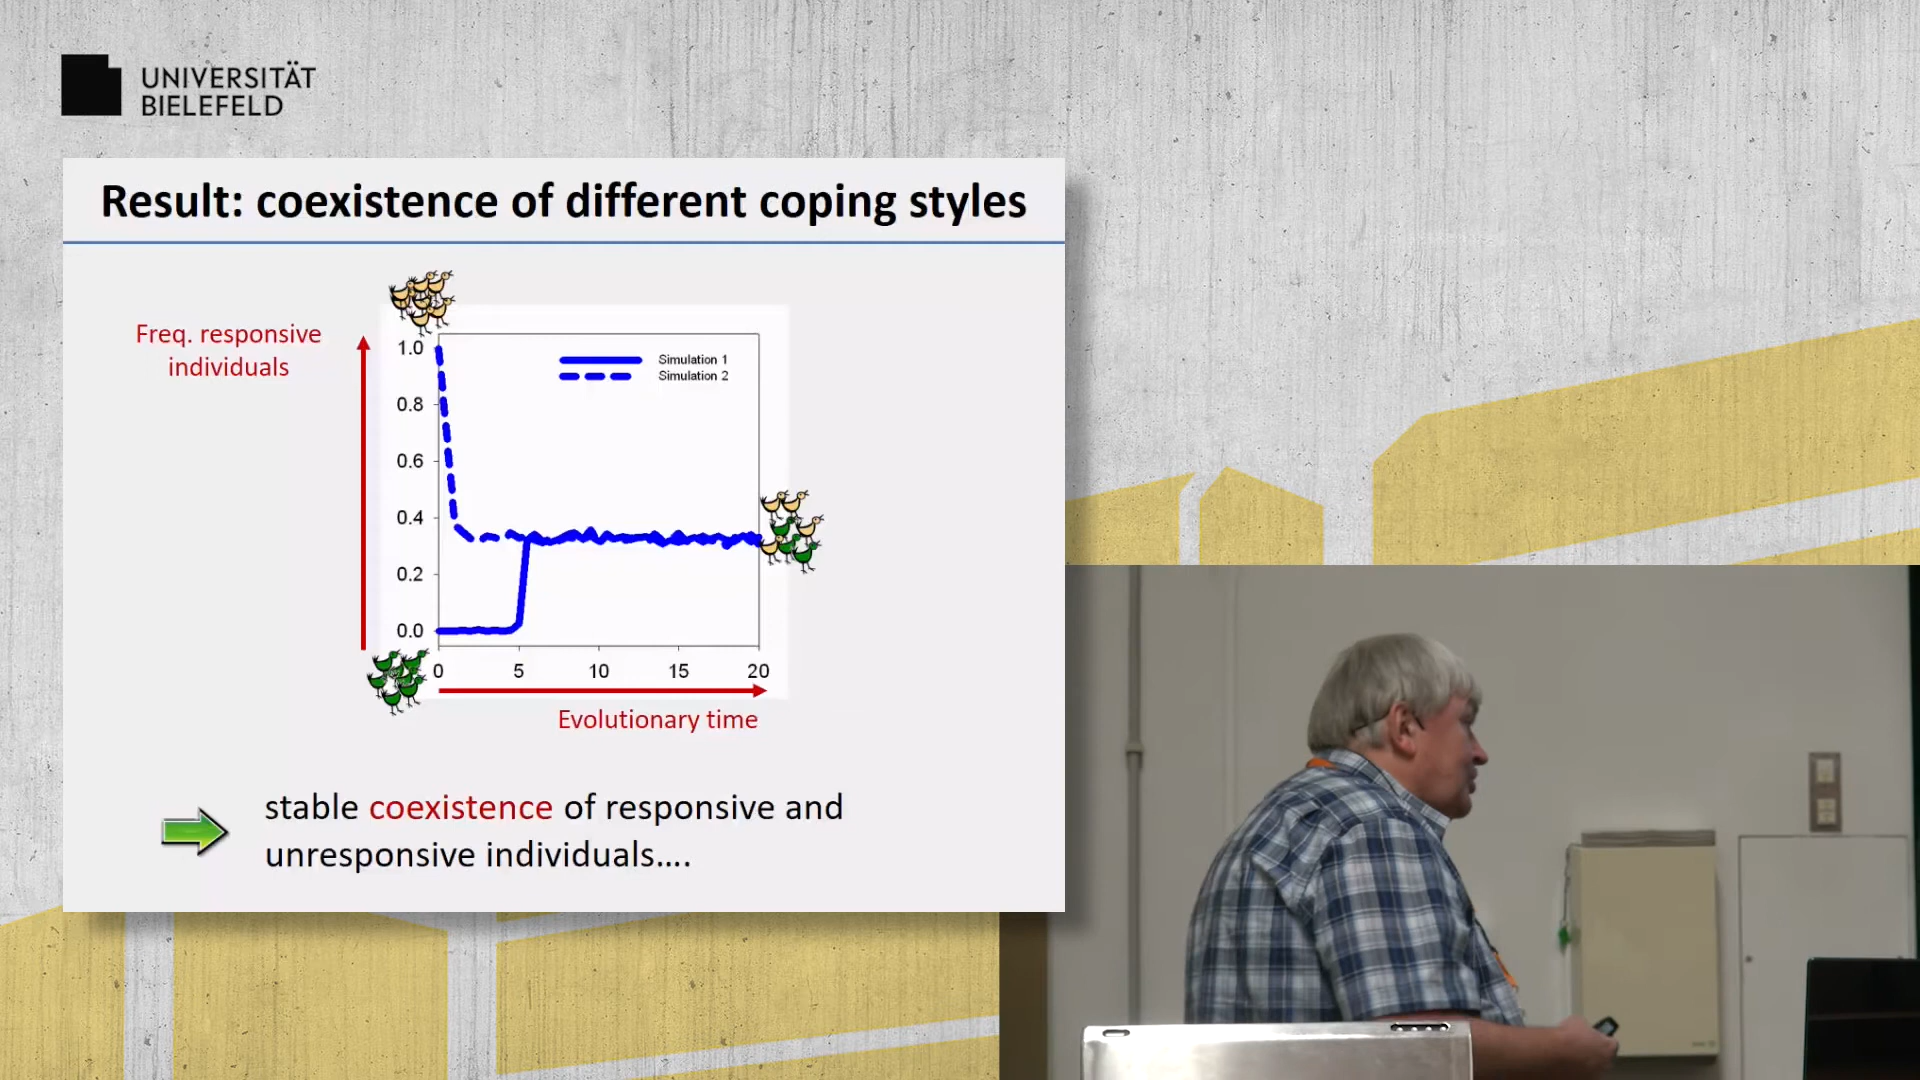 UNIVERSITÄT
BIELEFELD
Result: coexistence of different coping styles
Freq. responsive
individuals
1.0
0.8
0.6
0.4
0.2
0.0
Simulation 1
Simulation 2
0 5 10 15 20
Evolutionary time
stable coexistence of responsive and
unresponsive individuals....